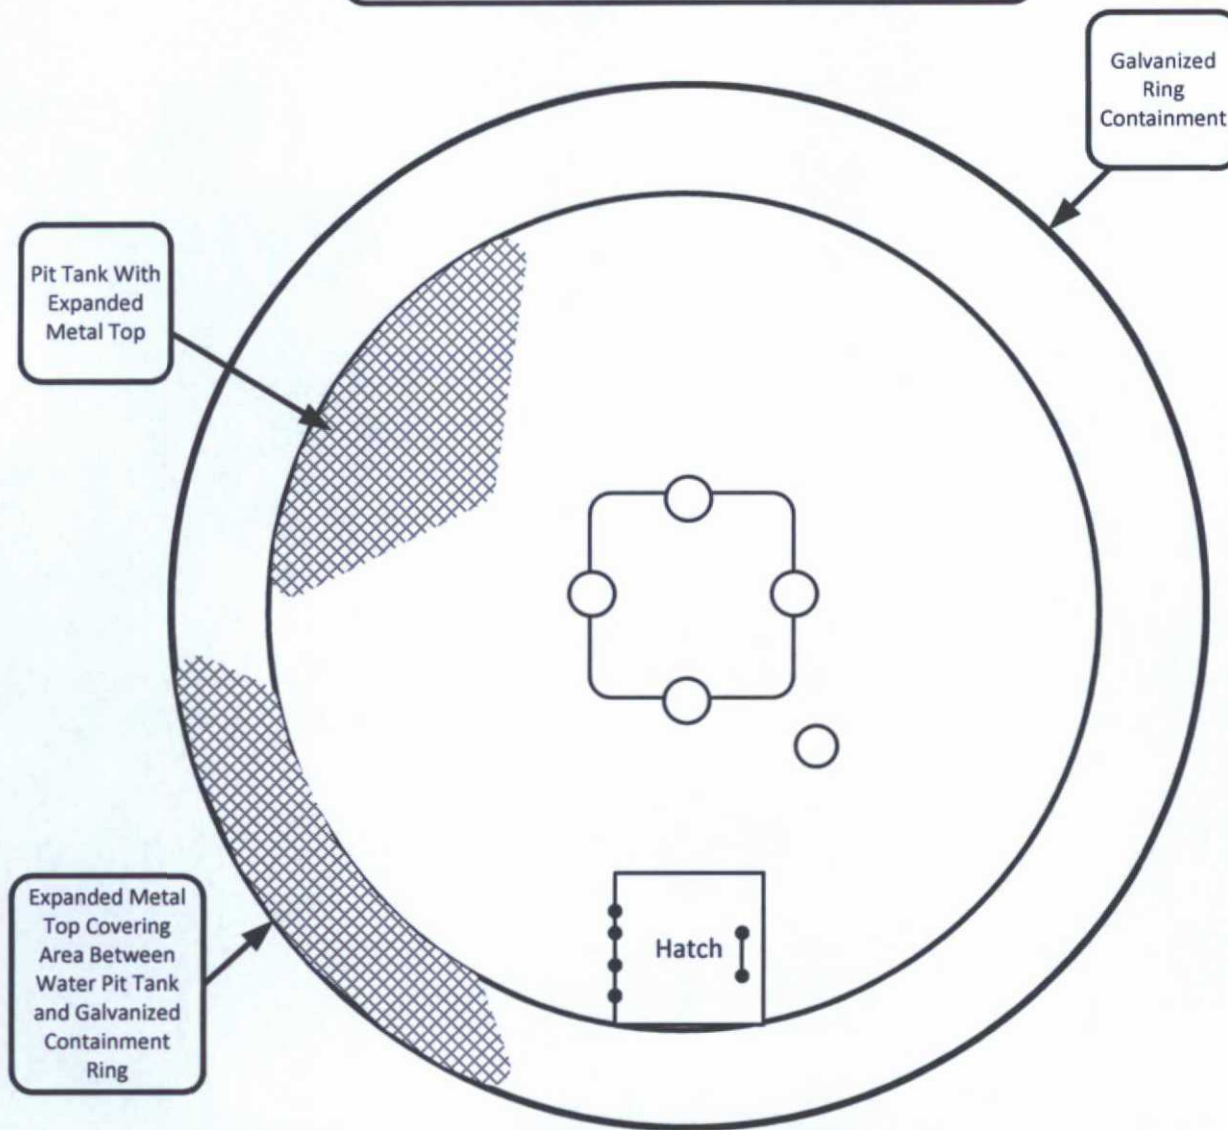 Galvanized
Ring
Containment
Pit Tank With
Expanded
Metal Top
Expanded Metal
Top Covering
Area Between
Water Pit Tank
and Galvanized
Containment
Ring
Hatch